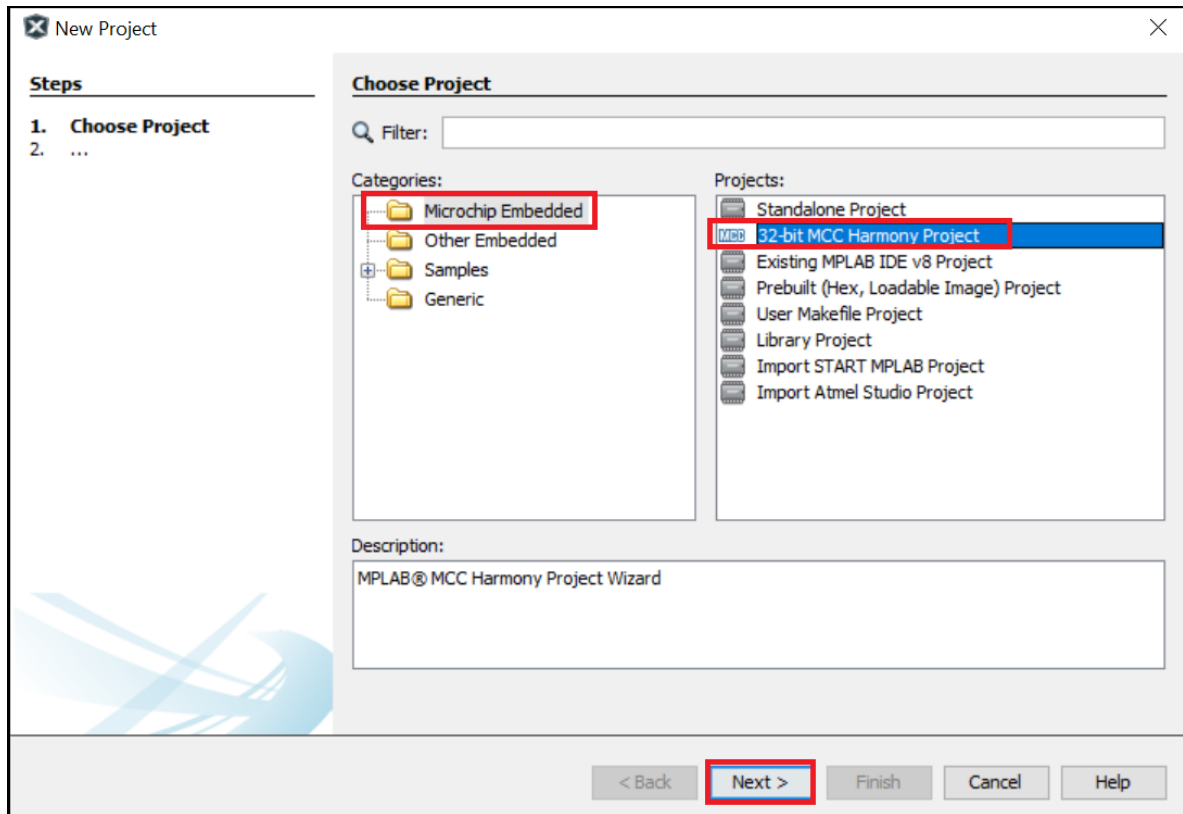 New Project
Steps
1. Choose Project
2. ...
Choose Project
Filter:
Categories:
Microchip Embedded
Other Embedded
Samples
Generic
Projects:
Standalone Project
MCC 32-bit MCC Harmony Project
Existing MPLAB IDE v8 Project
Prebuilt (Hex, Loadable Image) Project
User Makefile Project
Library Project
Import START MPLAB Project
Import Atmel Studio Project
Description:
MPLAB® MCC Harmony Project Wizard
< Back Next > Finish Cancel Help